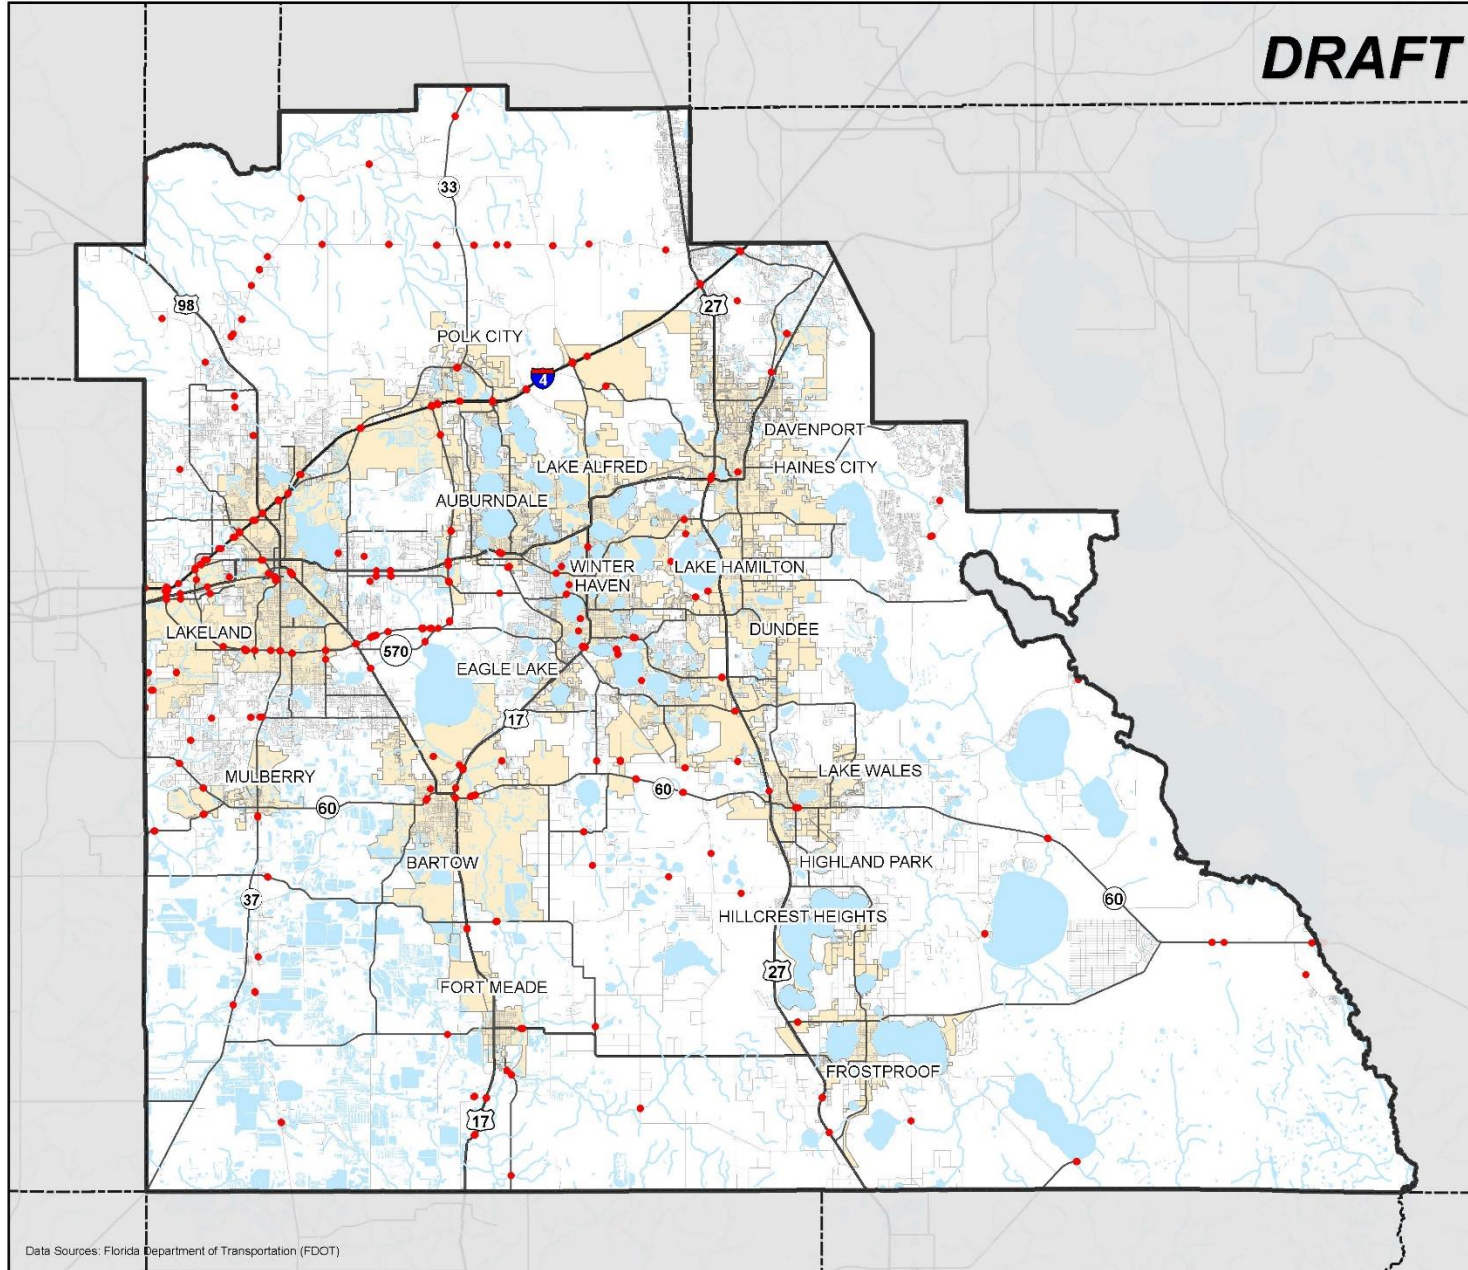 DRAFT
33
98
27
POLK CITY
4
DAVENPORT
LAKE ALFRED
HAINES CITY
AUBURNDALE
WINTER
HAVEN
LAKE HAMILTON
LAKELAND
DUNDEE
570
EAGLE LAKE
17
MULBERRY
LAKE WALES
60
60
BARTOW
HIGHLAND PARK
37
60
HILLCREST HEIGHTS
27
FORT MEADE
FROSTPROOF
17
Data Sources: Florida Department of Transportation (FDOT)